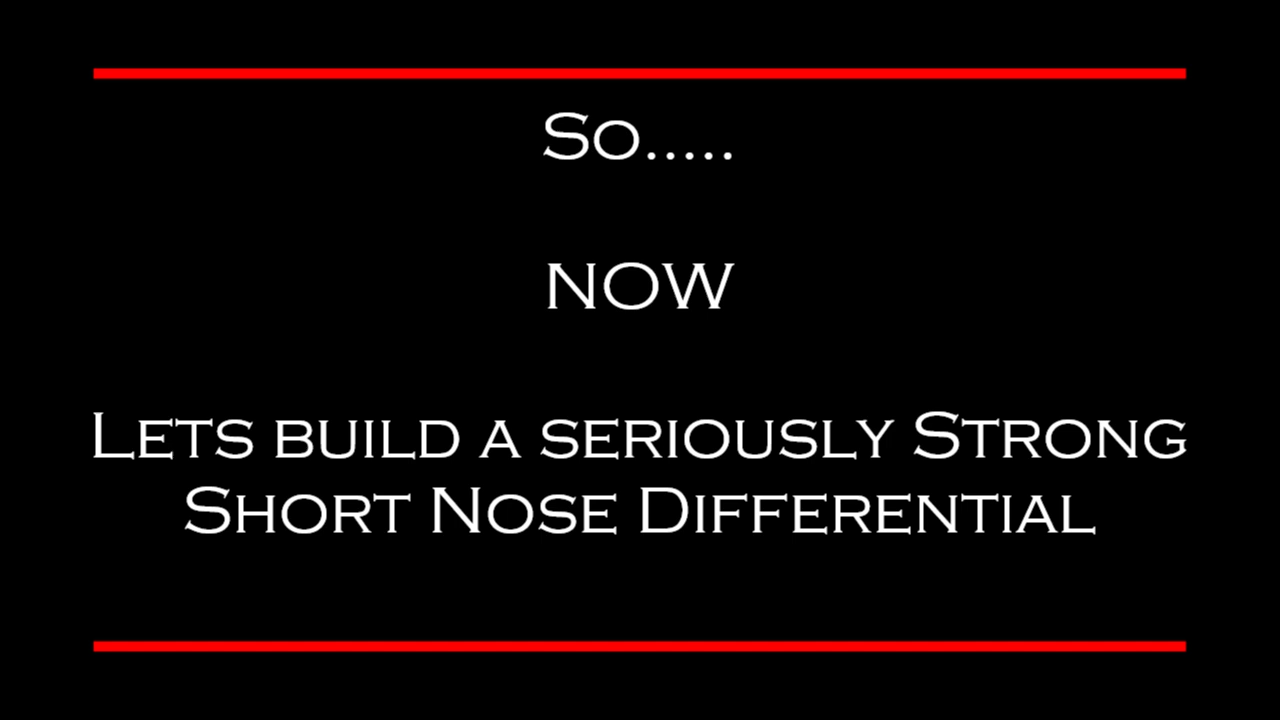 So.....
NOW
Lets build a seriously Strong
Short Nose Differential